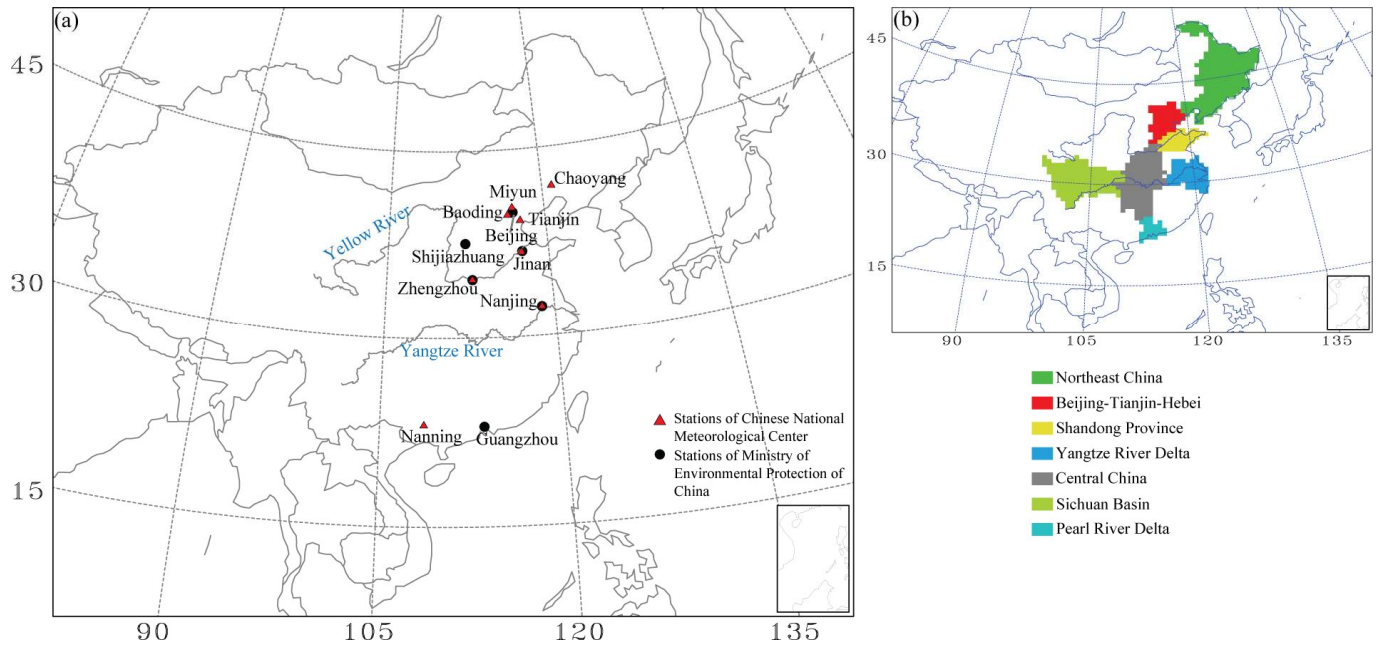 (a)
45
30
15
90
105
120
135
Chaoyang
Miyun
Baoding
Tianjin
Beijing
Shijiazhuang
Jinan
Zhengzhou
Nanjing
Yellow River
Yangtze River
Nanning
Guangzhou
Stations of Chinese National
Meteorological Center
Stations of Ministry of
Environmental Protection of
China
(b)
45
30
15
90
105
120
135
Northeast China
Beijing-Tianjin-Hebei
Shandong Province
Yangtze River Delta
Central China
Sichuan Basin
Pearl River Delta